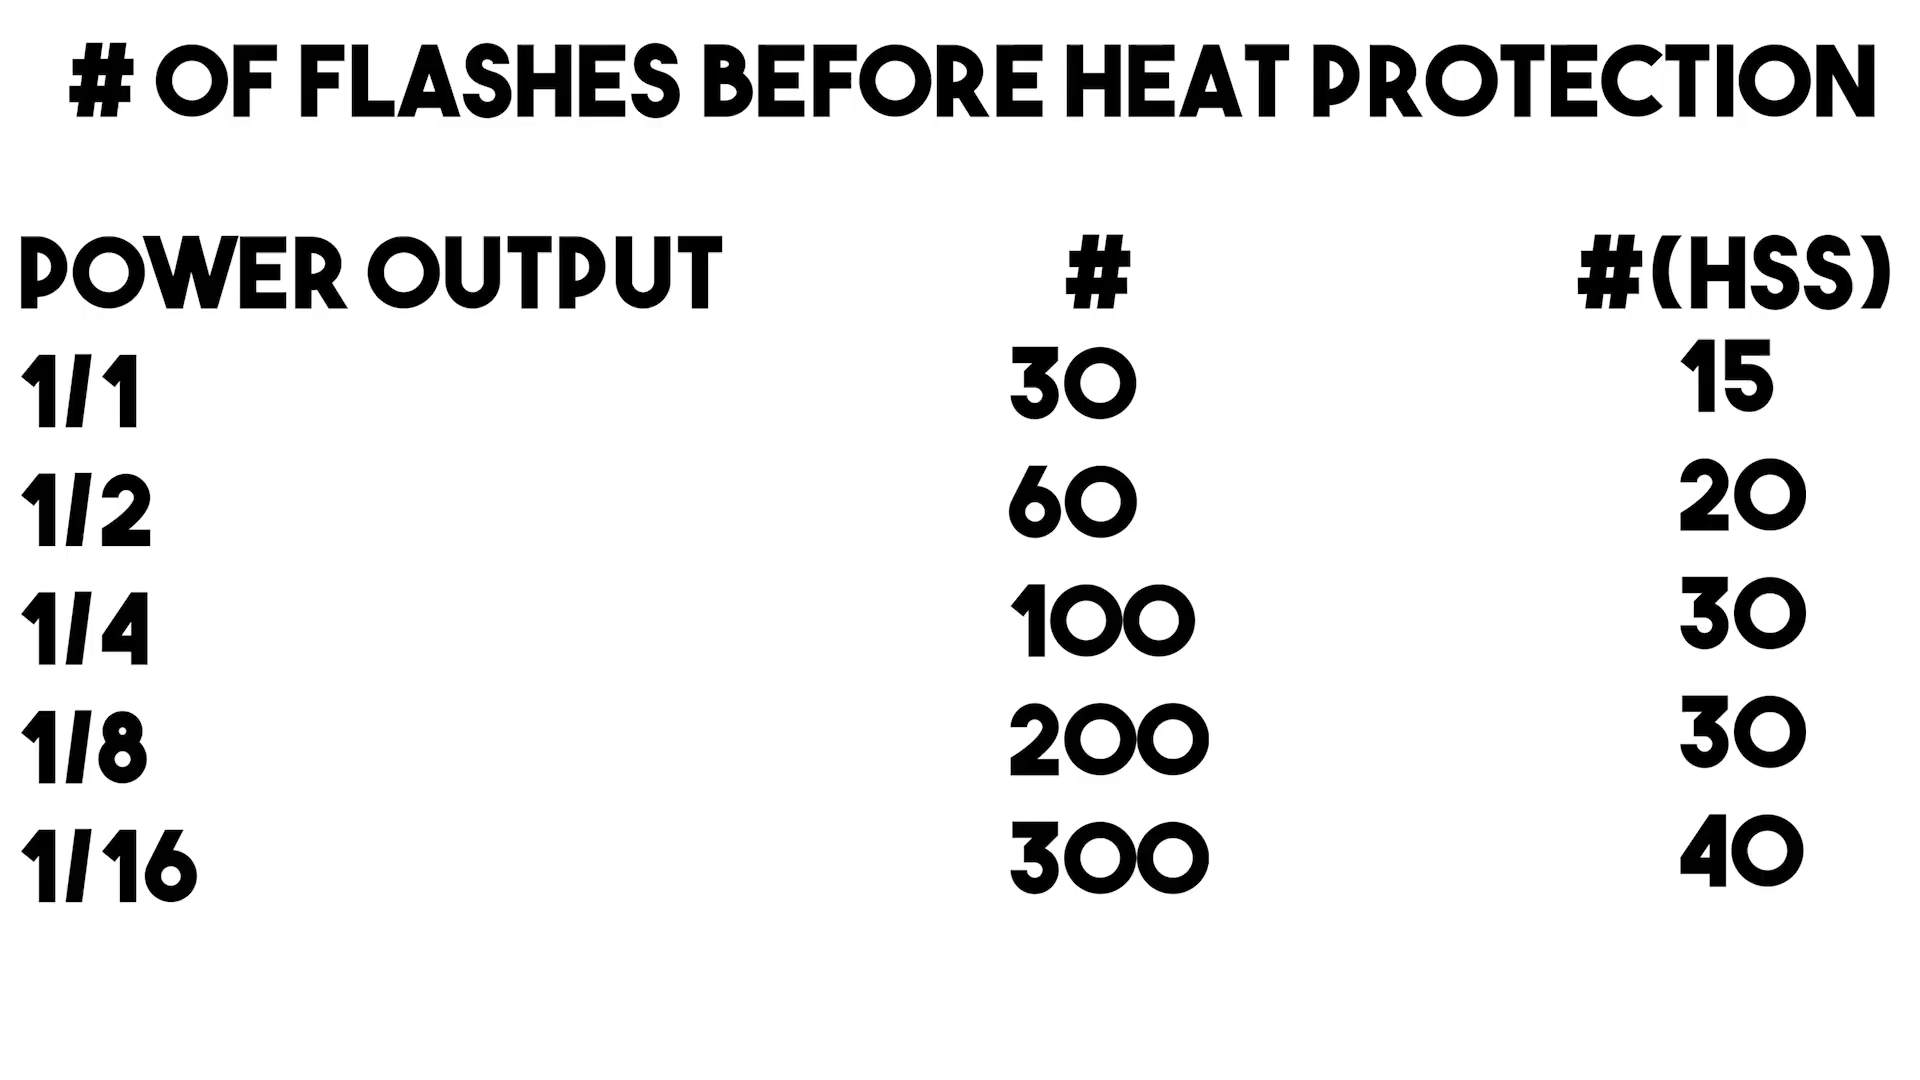 # OF FLASHES BEFORE HEAT PROTECTION
POWER OUTPUT # #(HSS)
1/1 30 15
1/2 60 20
1/4 100 30
1/8 200 30
1/16 300 40